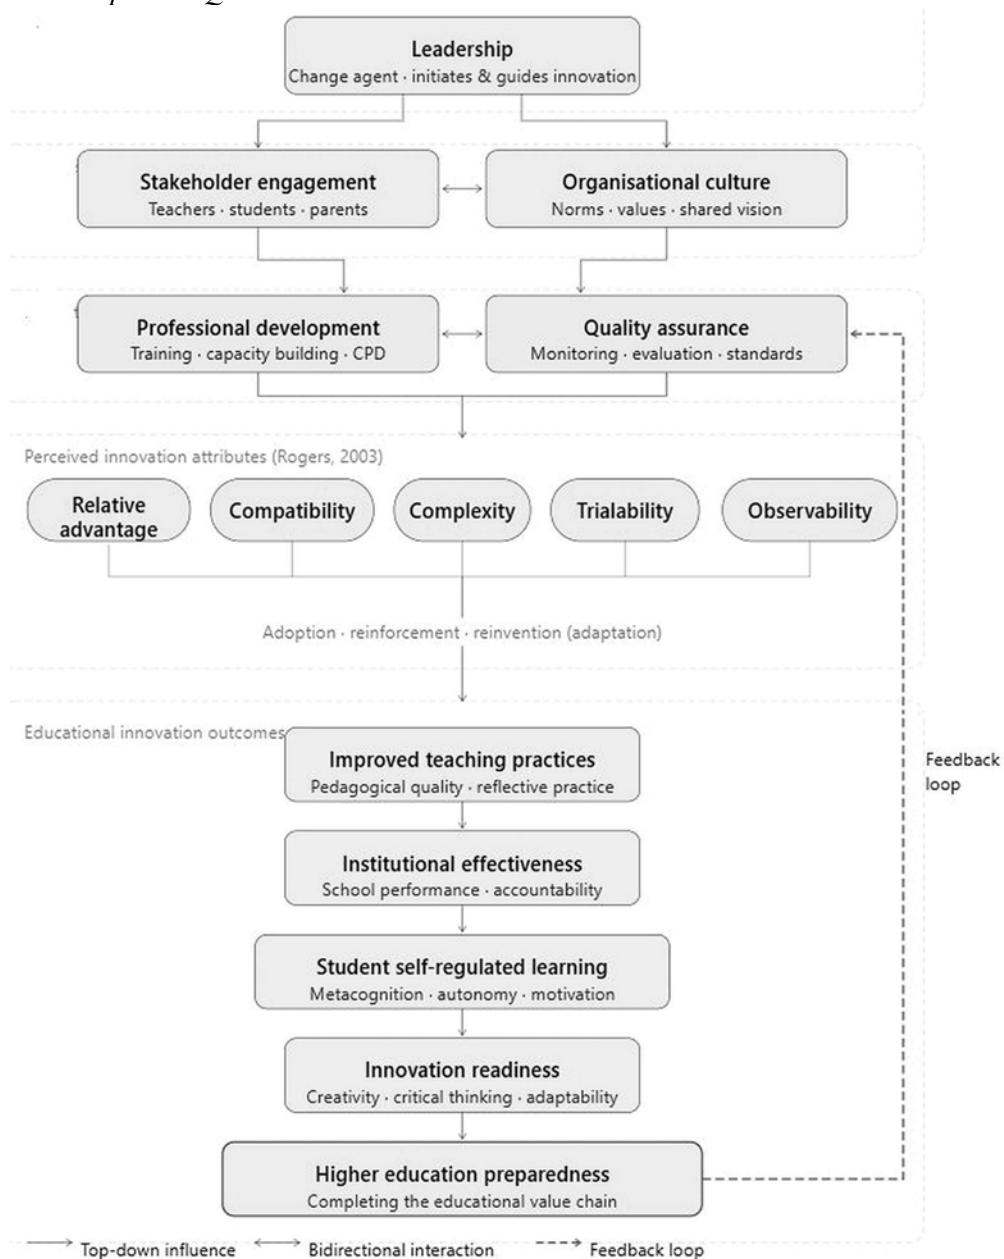 Leadership
Change agent · initiates & guides innovation
Stakeholder engagement
Teachers · students · parents
Organisational culture
Norms · values · shared vision
Professional development
Training · capacity building · CPD
Quality assurance
Monitoring · evaluation · standards
Perceived innovation attributes (Rogers, 2003)
Relative
advantage
Compatibility
Complexity
Trialability
Observability
Adoption · reinforcement · reinvention (adaptation)
Educational innovation outcomes
Improved teaching practices
Pedagogical quality · reflective practice
Feedback
loop
Institutional effectiveness
School performance · accountability
Student self-regulated learning
Metacognition · autonomy · motivation
Innovation readiness
Creativity · critical thinking · adaptability
Higher education preparedness
Completing the educational value chain
Top-down influence
Bidirectional interaction
Feedback loop